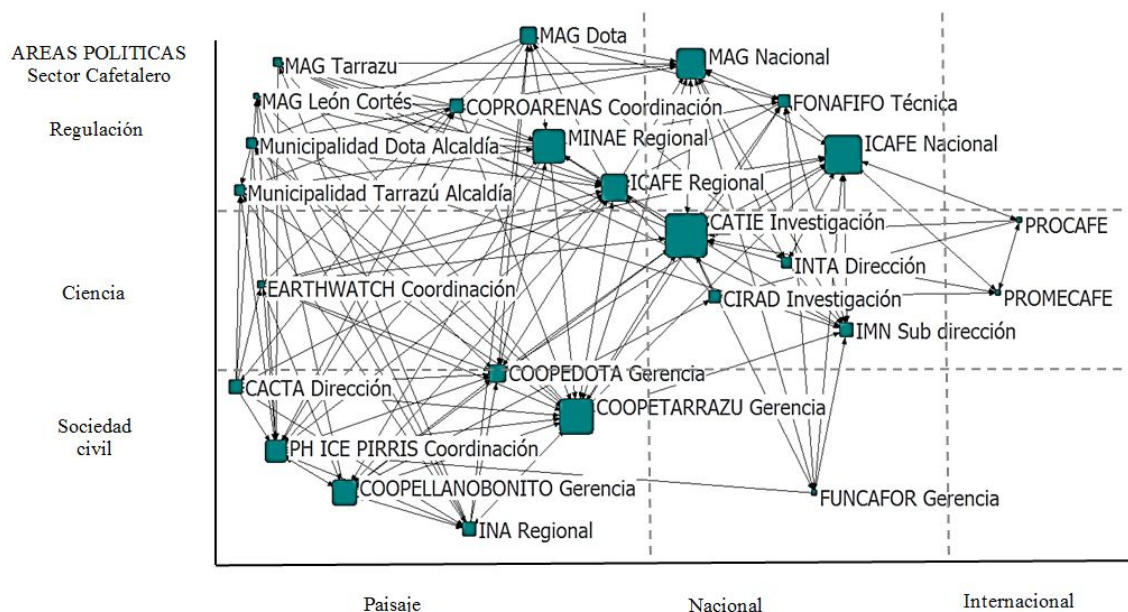 AREAS POLITICAS
Sector Cafetalero
MAG Dota
MAG Tarrazu
MAG Nacional
MAG León Cortés
COPROARENAS Coordinación
FONAFIFO Técnica
Regulación
Municipalidad Dota Alcaldía
MINAE Regional
ICAFE Nacional
Municipalidad Tarrazú Alcaldía
ICAFE Regional
CATIE Investigación
PROCAFE
INTA Dirección
Ciencia
EARTHWATCH Coordinación
CIRAD Investigación
PROMECAFE
IMN Sub dirección
COOPEDOTA Gerencia
CACTA Dirección
COOPETARRAZU Gerencia
Sociedad
civil
PH ICE PIRRIS Coordinación
COOPELLANOBONITO Gerencia
FUNCAFOR Gerencia
INA Regional
Paisaje
Nacional
Internacional